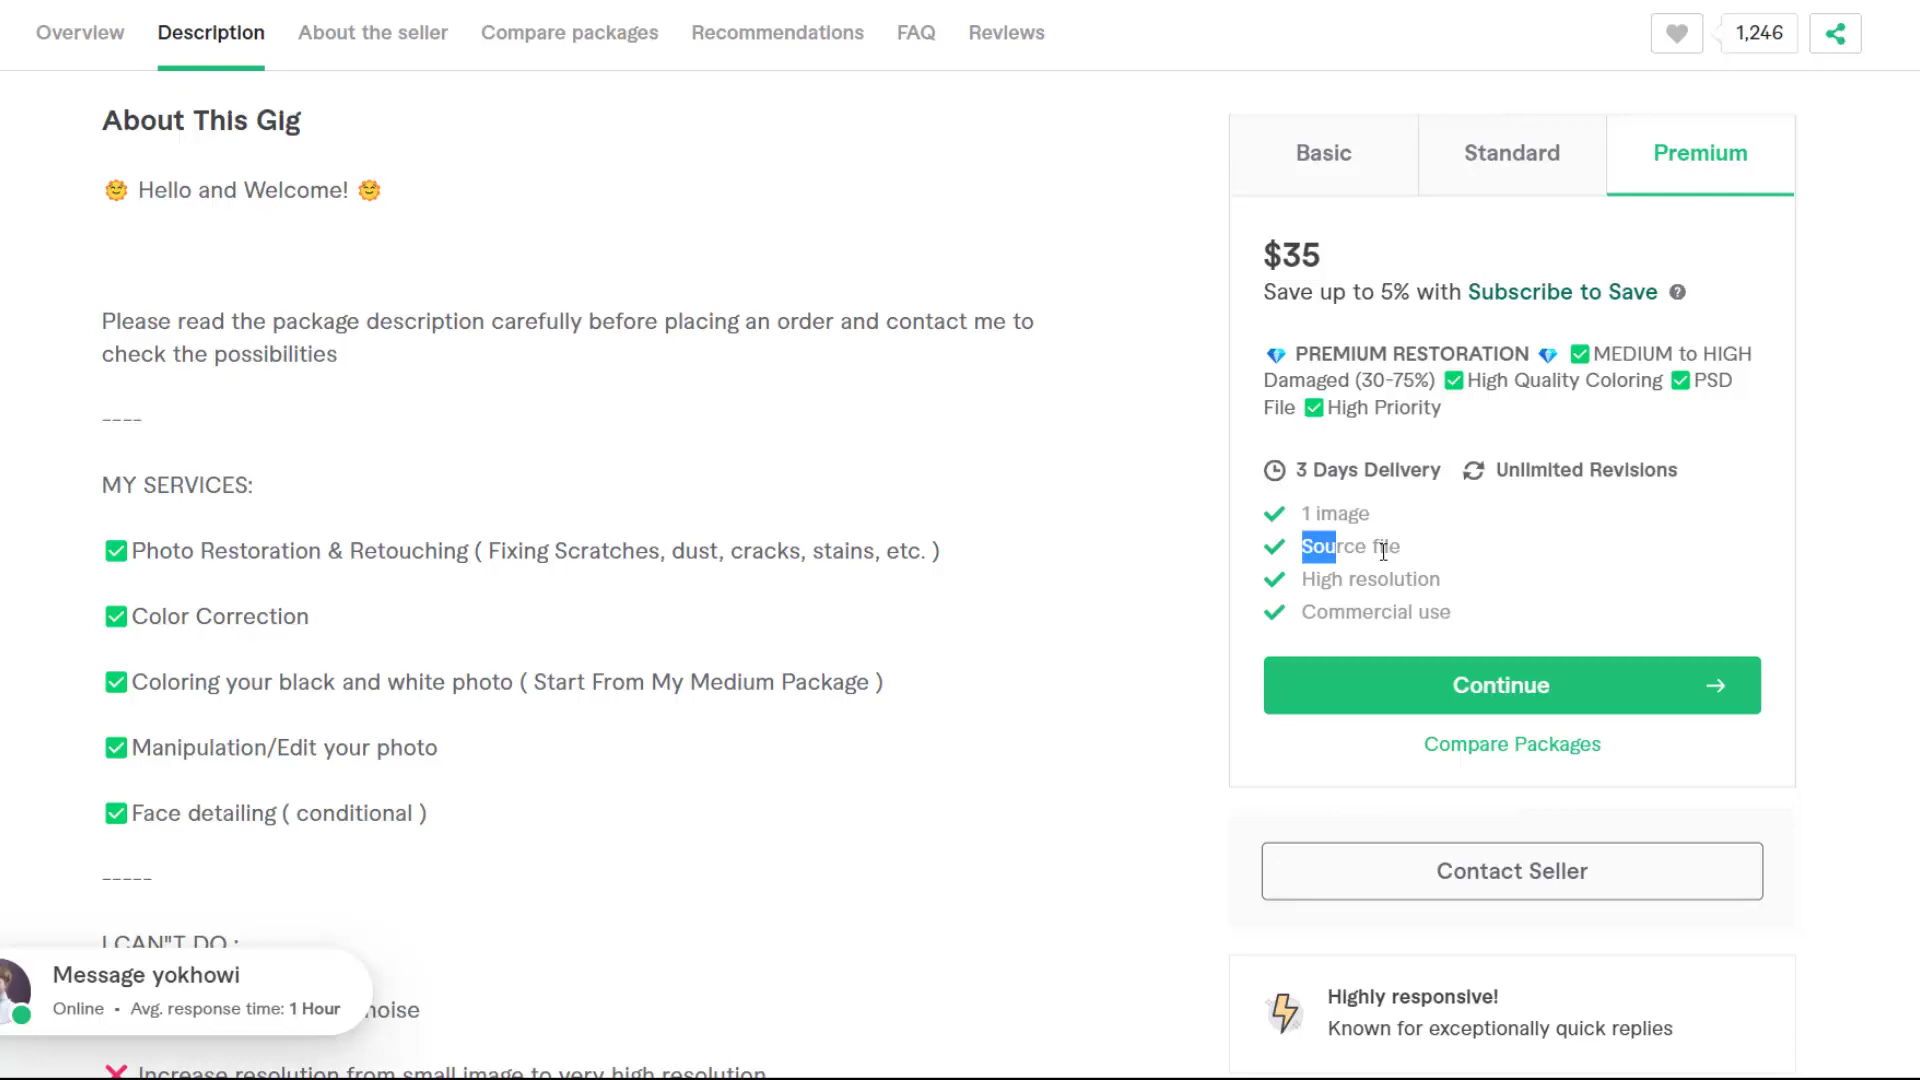 Overview Description About the seller Compare packages Recommendations FAQ Reviews 1,246
About This Gig
Hello and Welcome!
Please read the package description carefully before placing an order and contact me to
check the possibilities
----
MY SERVICES:
Photo Restoration & Retouching ( Fixing Scratches, dust, cracks, stains, etc. )
Color Correction
Coloring your black and white photo ( Start From My Medium Package )
Manipulation/Edit your photo
Face detailing ( conditional )
-----
I CAN"T DO :
noise
Increase resolution from small image to very high resolution
Message yokhowi
Online • Avg. response time: 1 Hour
Basic Standard Premium
$35
Save up to 5% with Subscribe to Save ?
PREMIUM RESTORATION MEDIUM to HIGH
Damaged (30-75%) High Quality Coloring PSD
File High Priority
3 Days Delivery Unlimited Revisions
1 image
Source file
High resolution
Commercial use
Continue →
Compare Packages
Contact Seller
Highly responsive!
Known for exceptionally quick replies